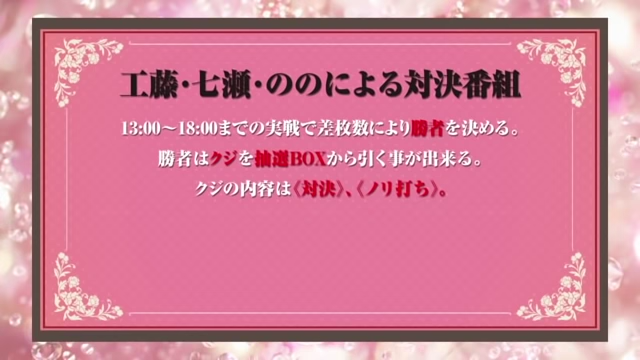 工藤・七瀬・ののによる対決番組
13:00～18:00までの実戦で差枚数により勝者を決める。
勝者はクジを抽選BOXから引く事が出来る。
クジの内容は《対決》、《ノリ打ち》。